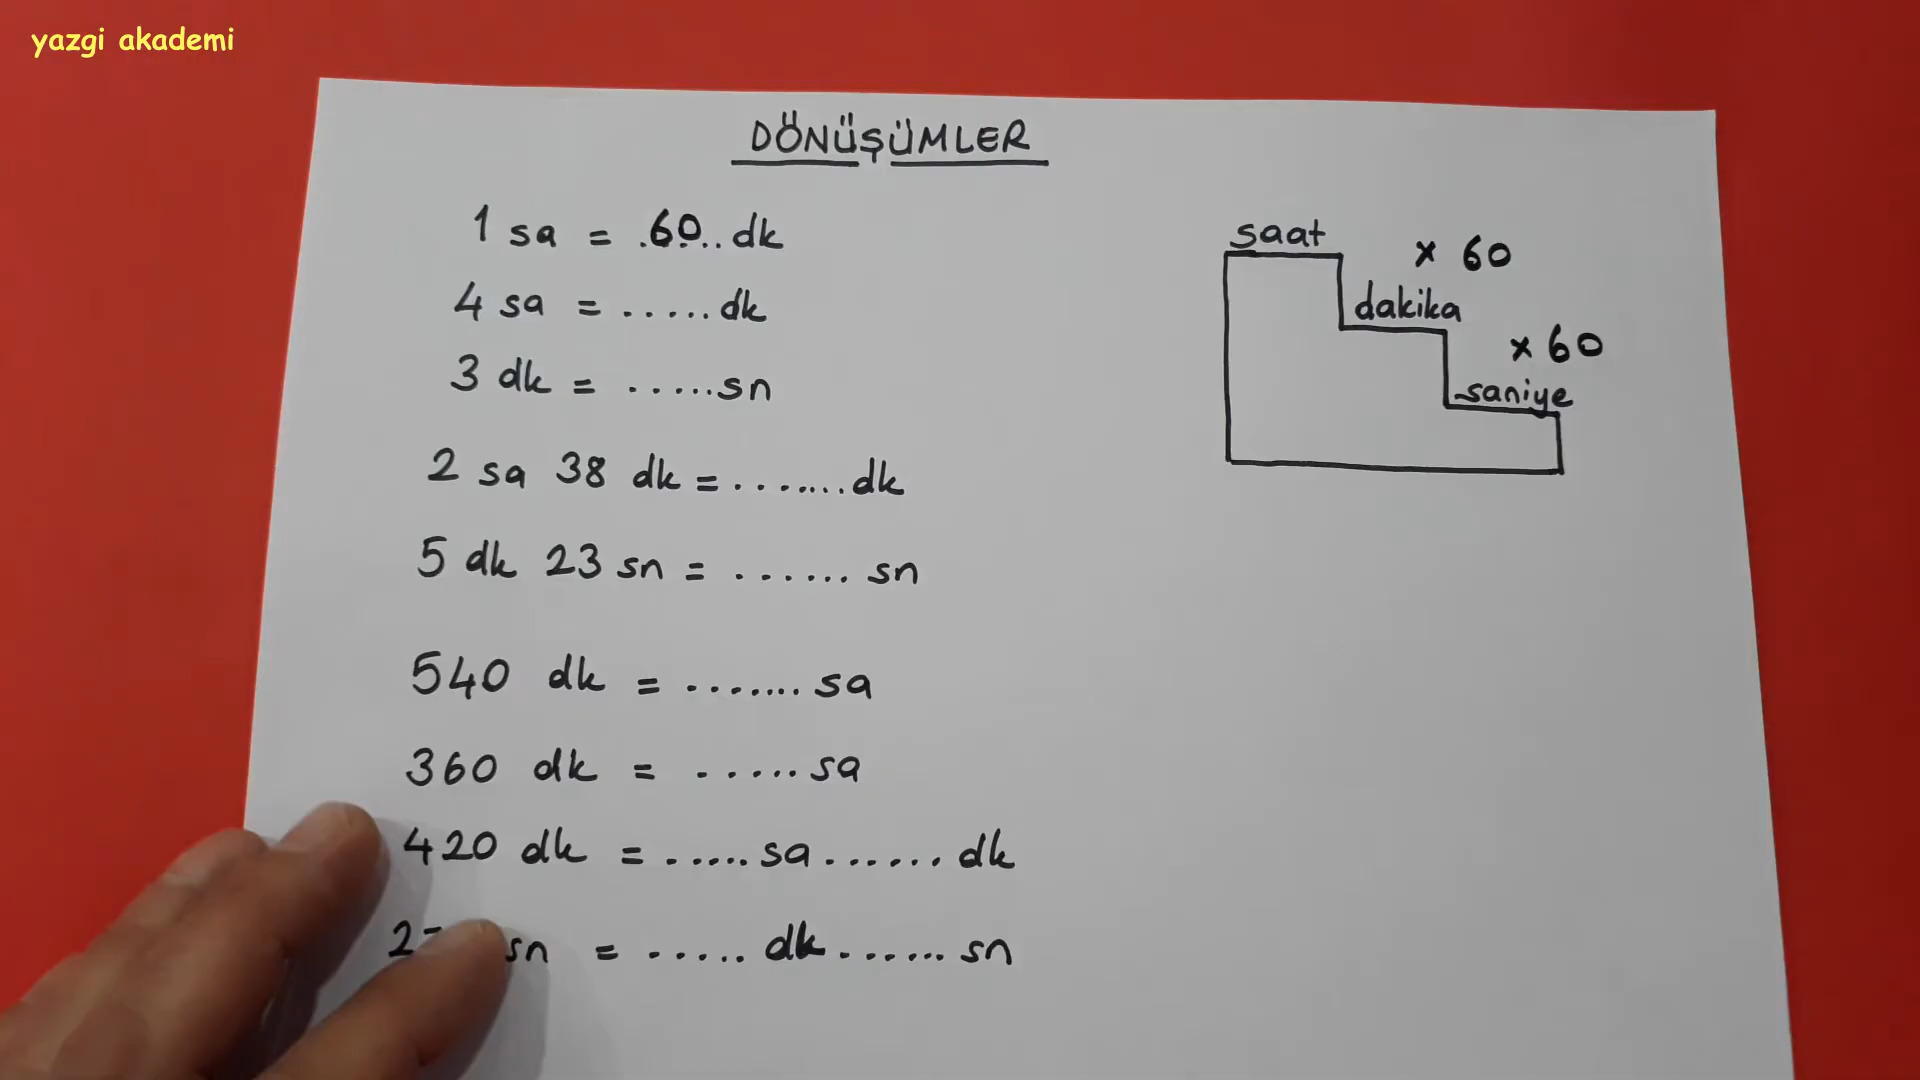 yazgi akademi
DÖNÜŞÜMLER
1 sa = .60... dk
4 sa = ..... dk
3 dk = .....sn
2 sa 38 dk = ....... dk
5 dk 23 sn = ...... sn
540 dk = ....... sa
360 dk = ..... sa
420 dk = ..... sa ...... dk
sn = ..... dk ...... sn
saat
x 60
dakika
x 60
saniye